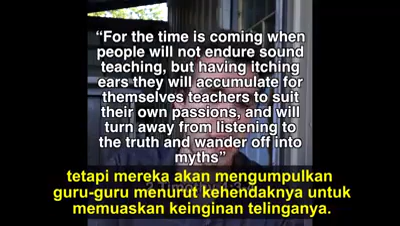 “For the time is coming when
people will not endure sound
teaching, but having itching
ears they will accumulate for
themselves teachers to suit
their own passions, and will
turn away from listening to
the truth and wander off into
myths”
tetapi mereka akan mengumpulkan
guru-guru menurut kehendaknya untuk
memuaskan keinginan telinganya.